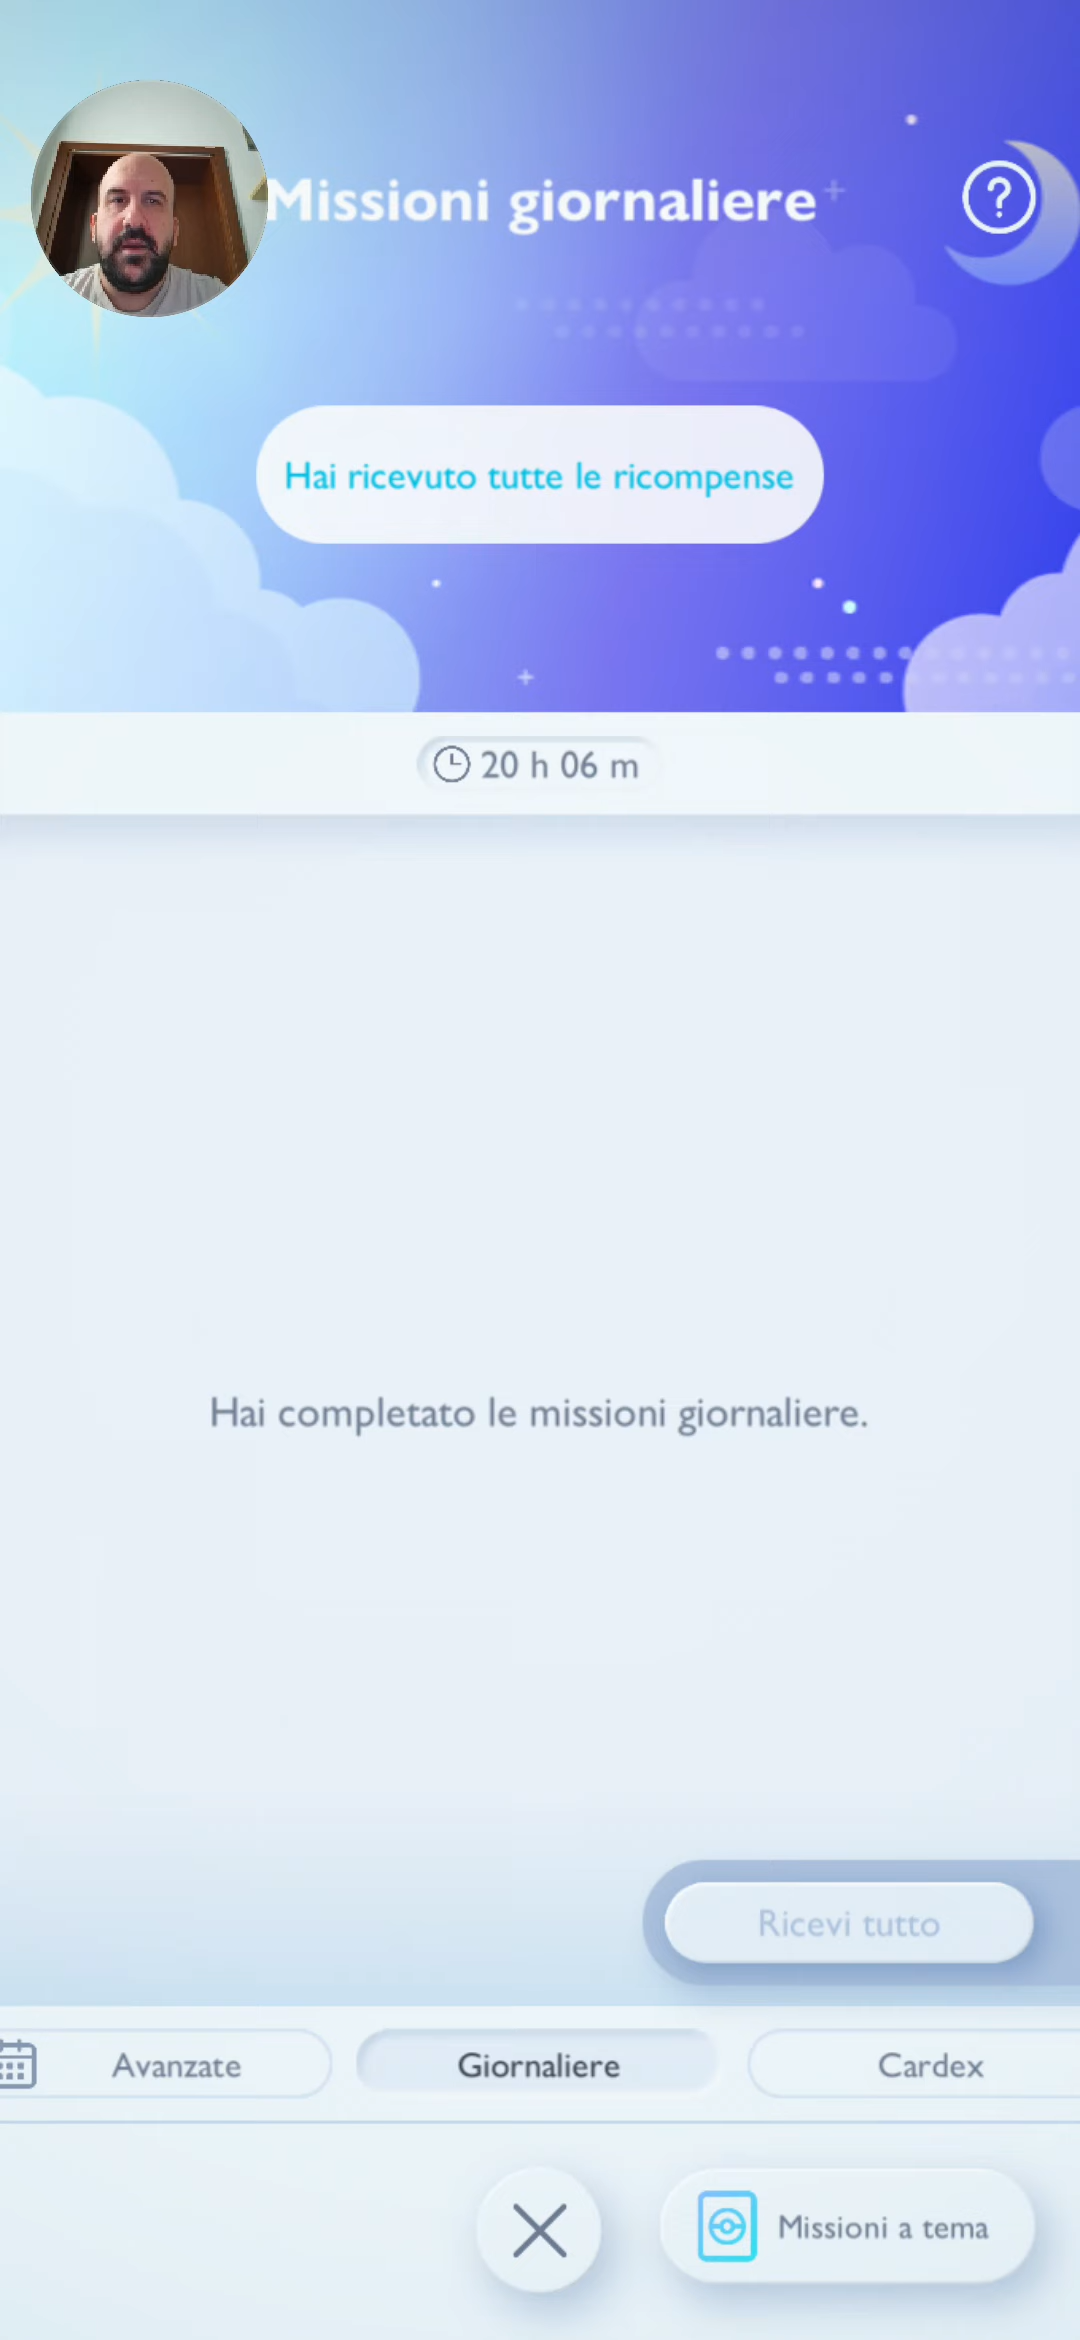 Missioni giornaliere
Hai ricevuto tutte le ricompense
20 h 06 m
Hai completato le missioni giornaliere.
Ricevi tutto
Avanzate
Giornaliere
Cardex
Missioni a tema